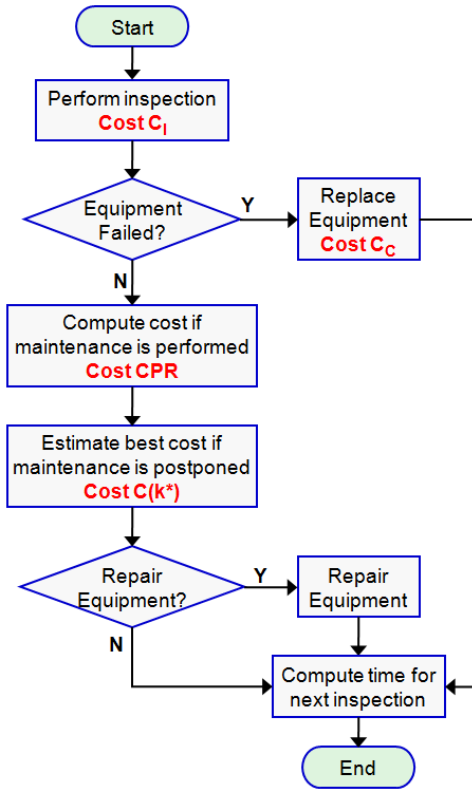 Start
Perform inspection
Cost C_I
Equipment
Failed?
Y
Replace
Equipment
Cost C_C
N
Compute cost if
maintenance is performed
Cost CPR
Estimate best cost if
maintenance is postponed
Cost C(k*)
Repair
Equipment?
Y
Repair
Equipment
N
Compute time for
next inspection
End